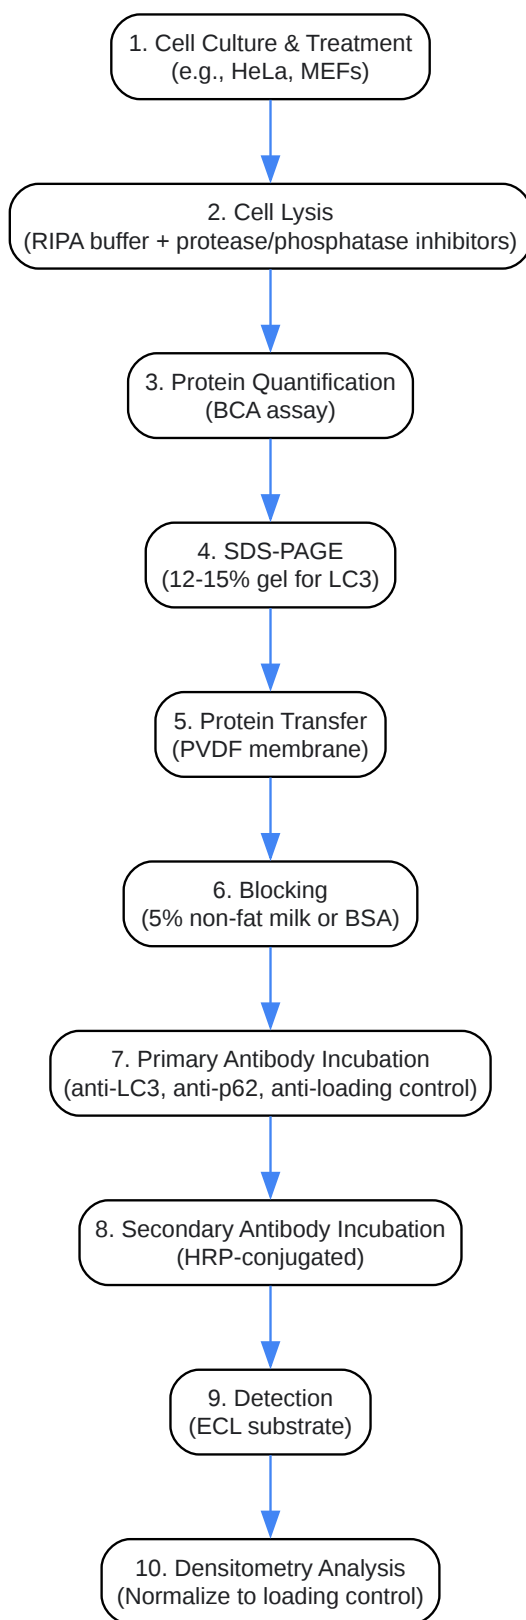 1. Cell Culture & Treatment
(e.g., HeLa, MEFs)
2. Cell Lysis
(RIPA buffer + protease/phosphatase inhibitors)
3. Protein Quantification
(BCA assay)
4. SDS-PAGE
(12-15% gel for LC3)
5. Protein Transfer
(PVDF membrane)
6. Blocking
(5% non-fat milk or BSA)
7. Primary Antibody Incubation
(anti-LC3, anti-p62, anti-loading control)
8. Secondary Antibody Incubation
(HRP-conjugated)
9. Detection
(ECL substrate)
10. Densitometry Analysis
(Normalize to loading control)